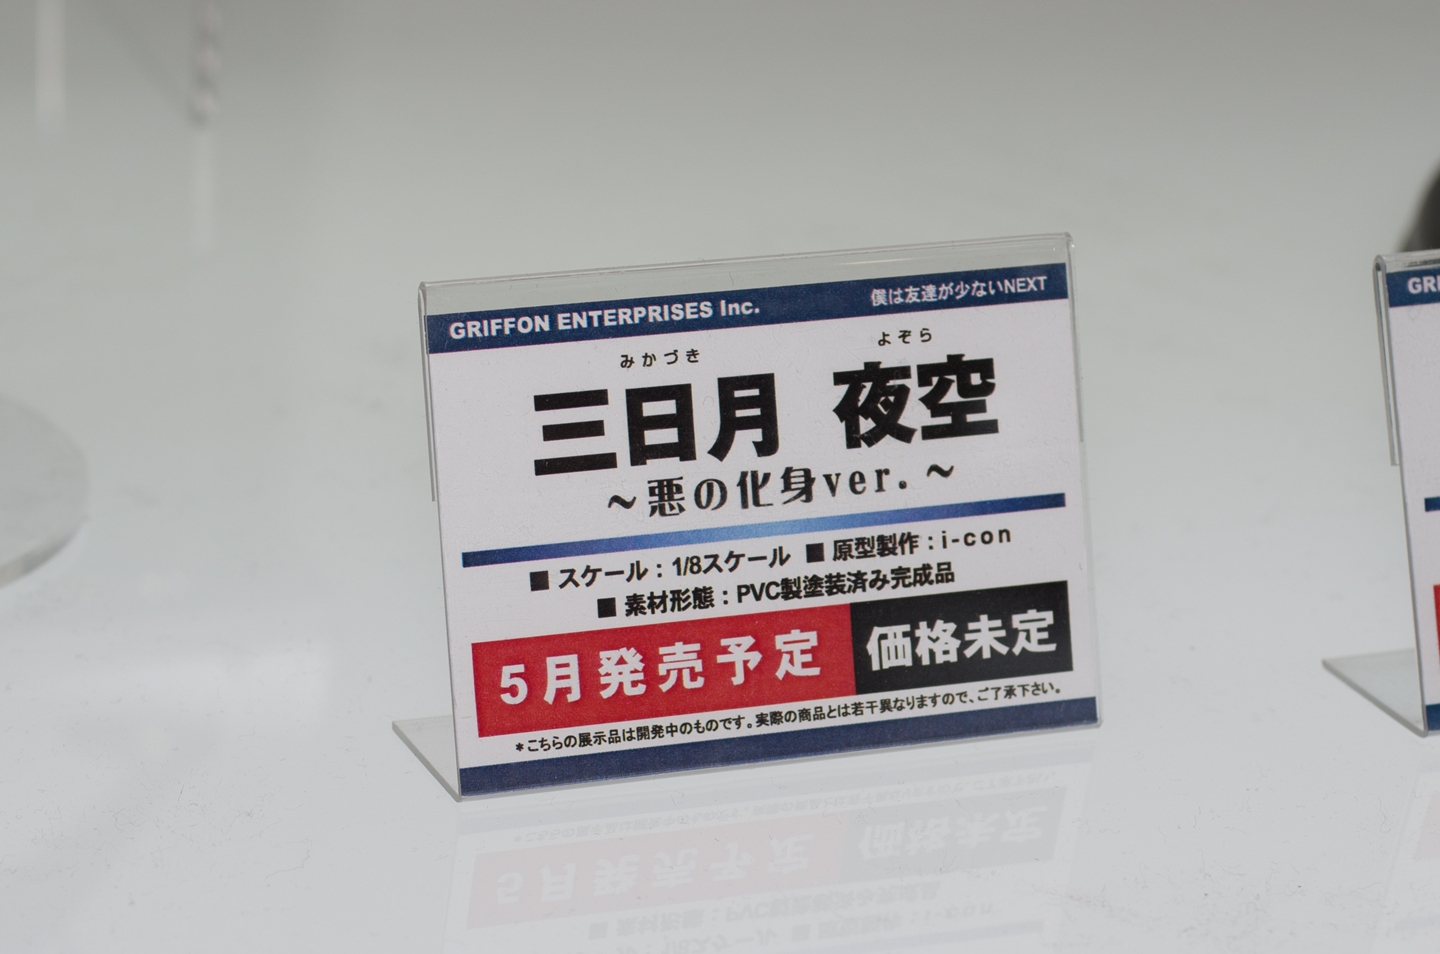 GRIFFON ENTERPRISES Inc.
僕は友達が少ないNEXT
みかづき よぞら
三日月 夜空
～悪の化身ver.～
■ スケール：1/8スケール ■ 原型製作：i-con
■ 素材形態：PVC製塗装済み完成品
5月発売予定
価格未定
*こちらの展示品は開発中のものです。実際の商品とは若干異なりますので、ご了承下さい。